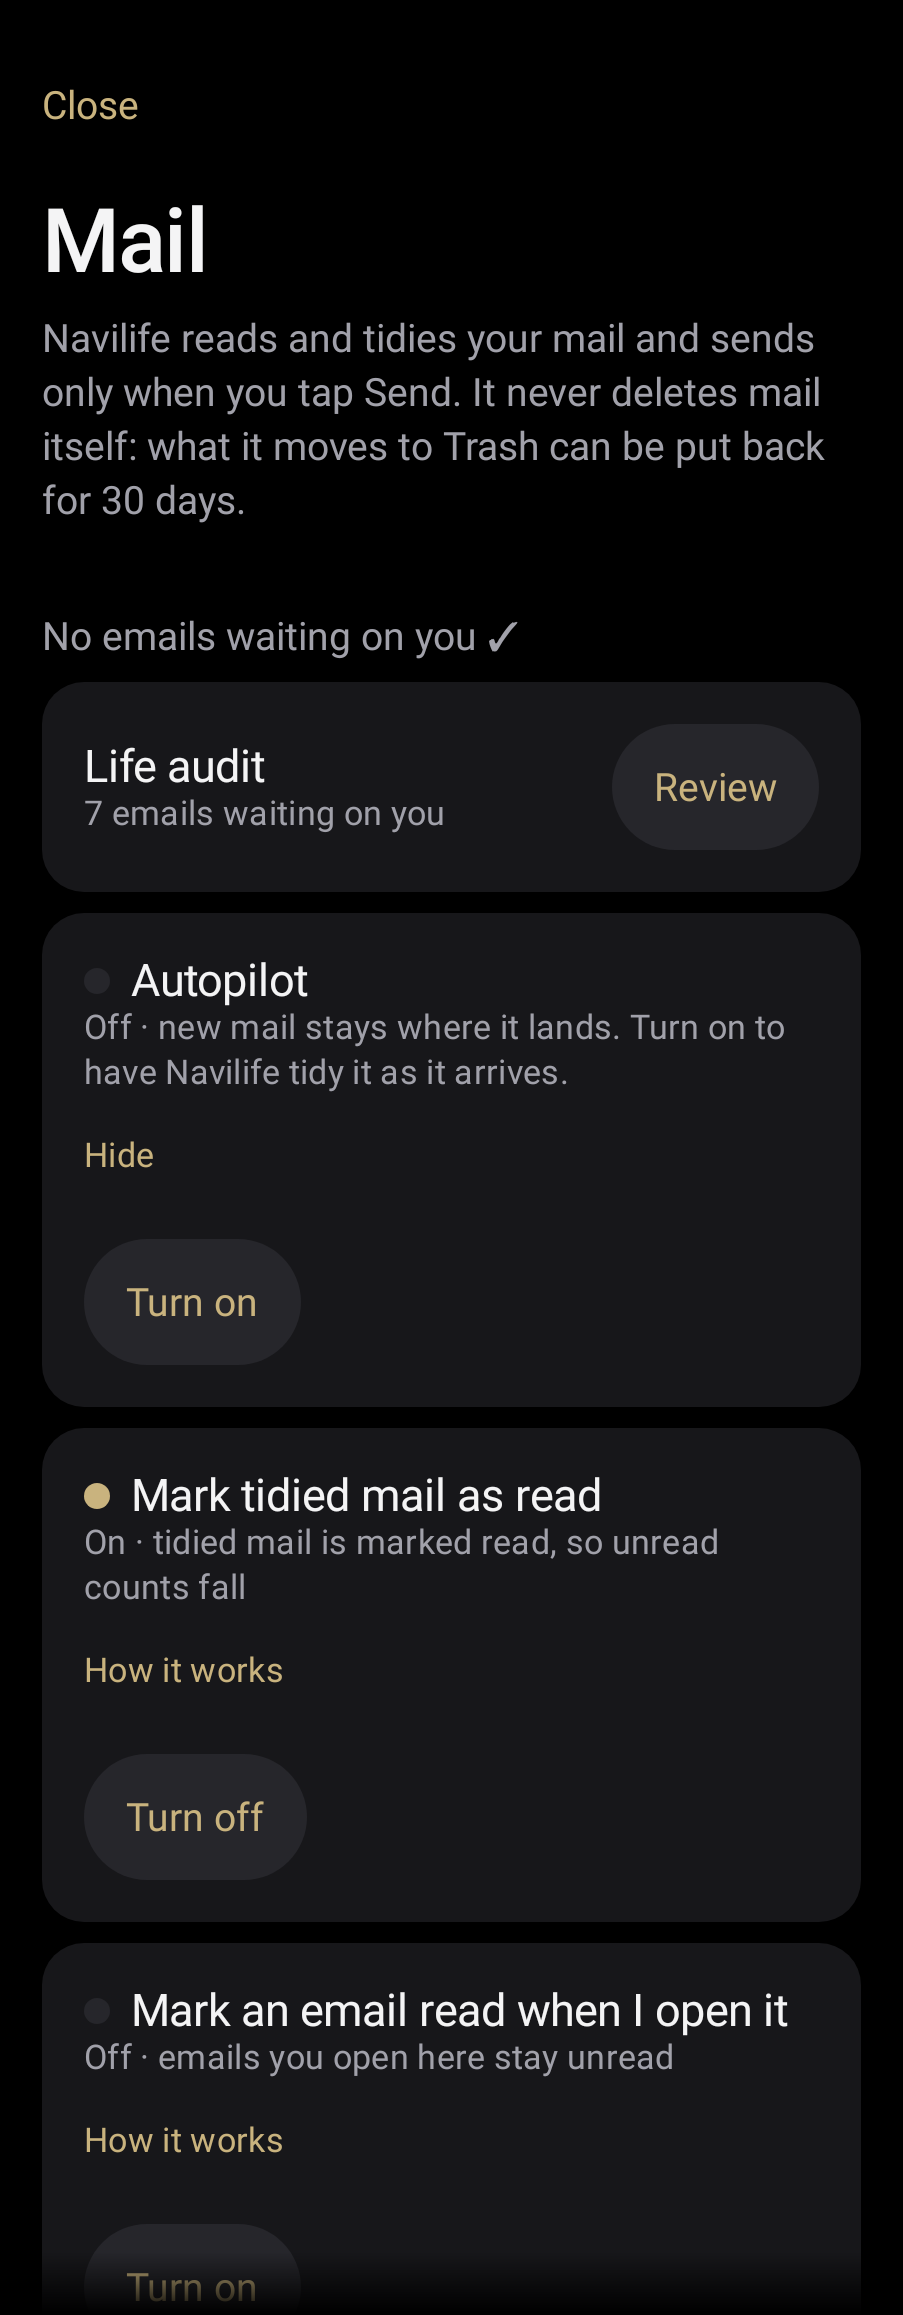 Close
Mail
Navilife reads and tidies your mail and sends
only when you tap Send. It never deletes mail
itself: what it moves to Trash can be put back
for 30 days.
No emails waiting on you ✓
Life audit
7 emails waiting on you
Review
Autopilot
Off · new mail stays where it lands. Turn on to
have Navilife tidy it as it arrives.
Hide
Turn on
Mark tidied mail as read
On · tidied mail is marked read, so unread
counts fall
How it works
Turn off
Mark an email read when I open it
Off · emails you open here stay unread
How it works
Turn on